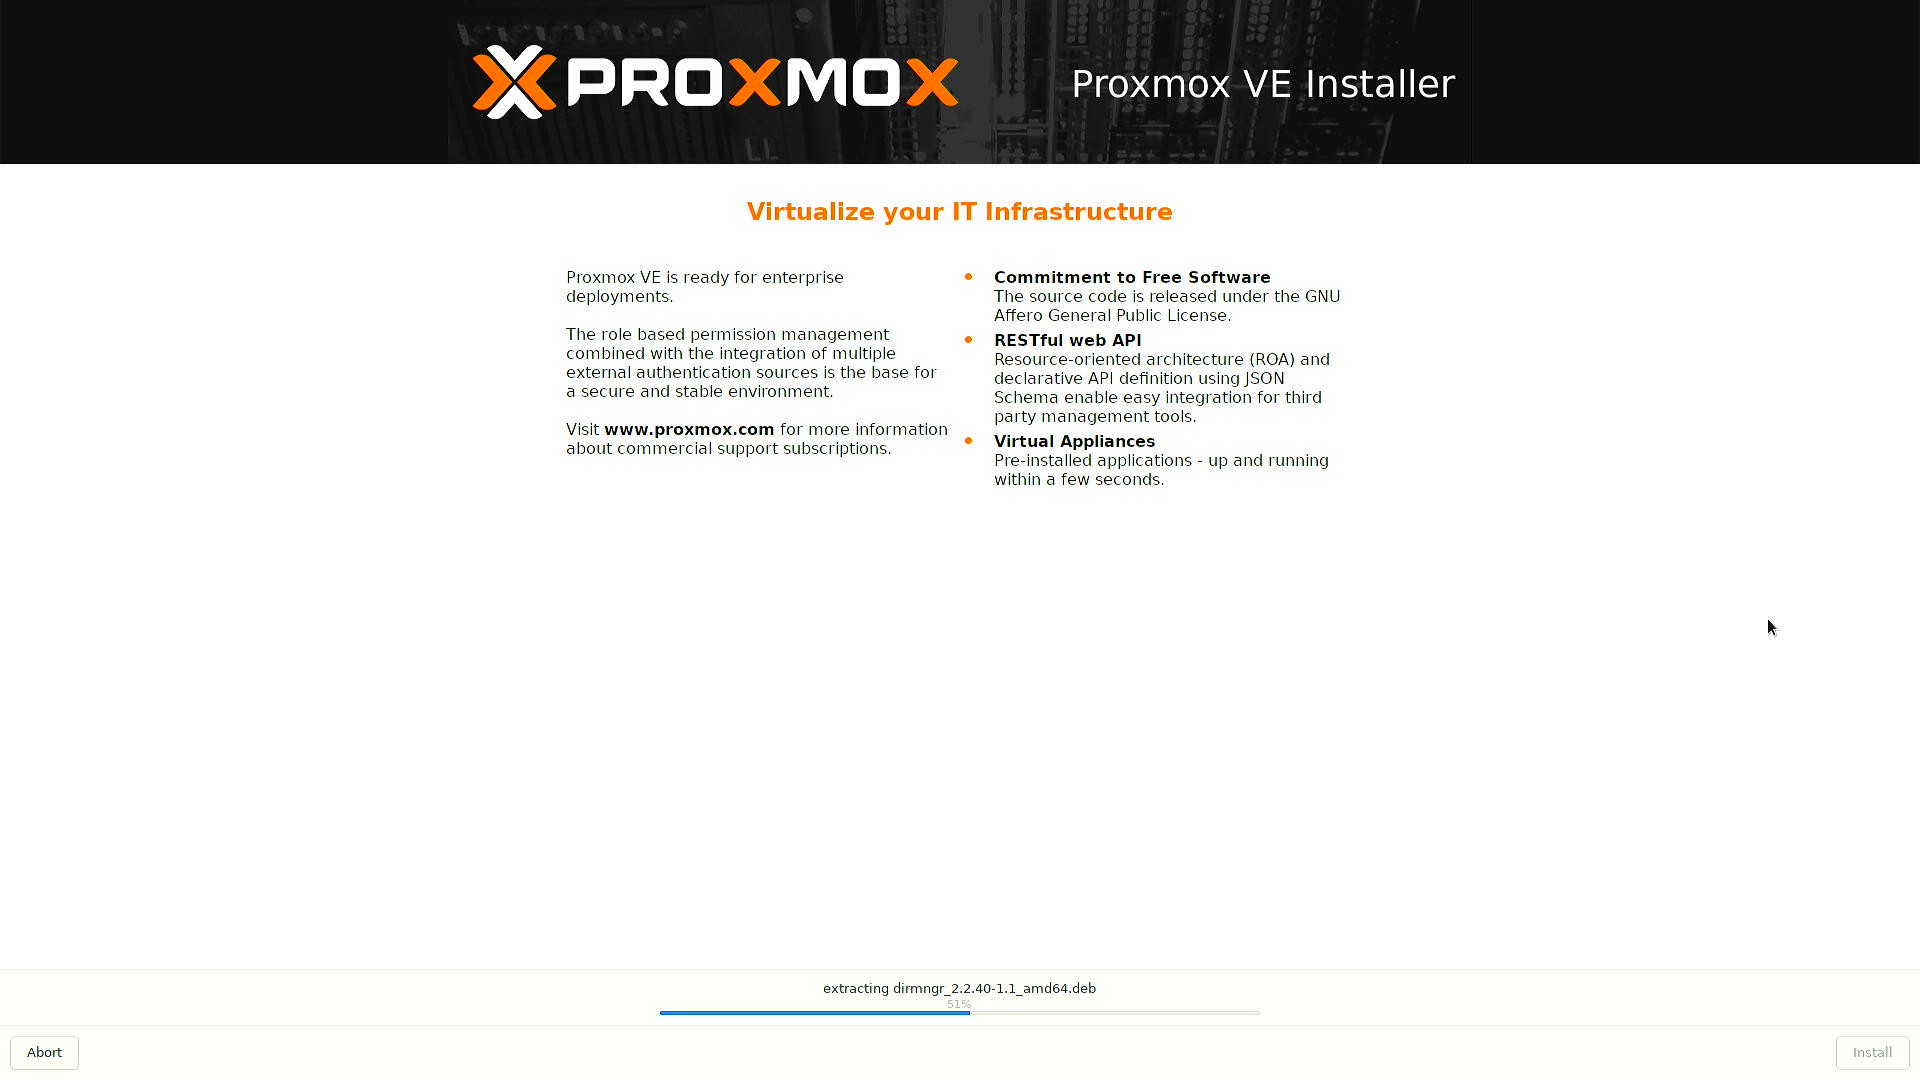 PROXMOX
Proxmox VE Installer
Virtualize your IT Infrastructure
Proxmox VE is ready for enterprise
deployments.
The role based permission management
combined with the integration of multiple
external authentication sources is the base for
a secure and stable environment.
Visit www.proxmox.com for more information
about commercial support subscriptions.
Commitment to Free Software
The source code is released under the GNU
Affero General Public License.
RESTful web API
Resource-oriented architecture (ROA) and
declarative API definition using JSON
Schema enable easy integration for third
party management tools.
Virtual Appliances
Pre-installed applications - up and running
within a few seconds.
extracting dirmngr_2.2.40-1.1_amd64.deb
51%
Abort
Install